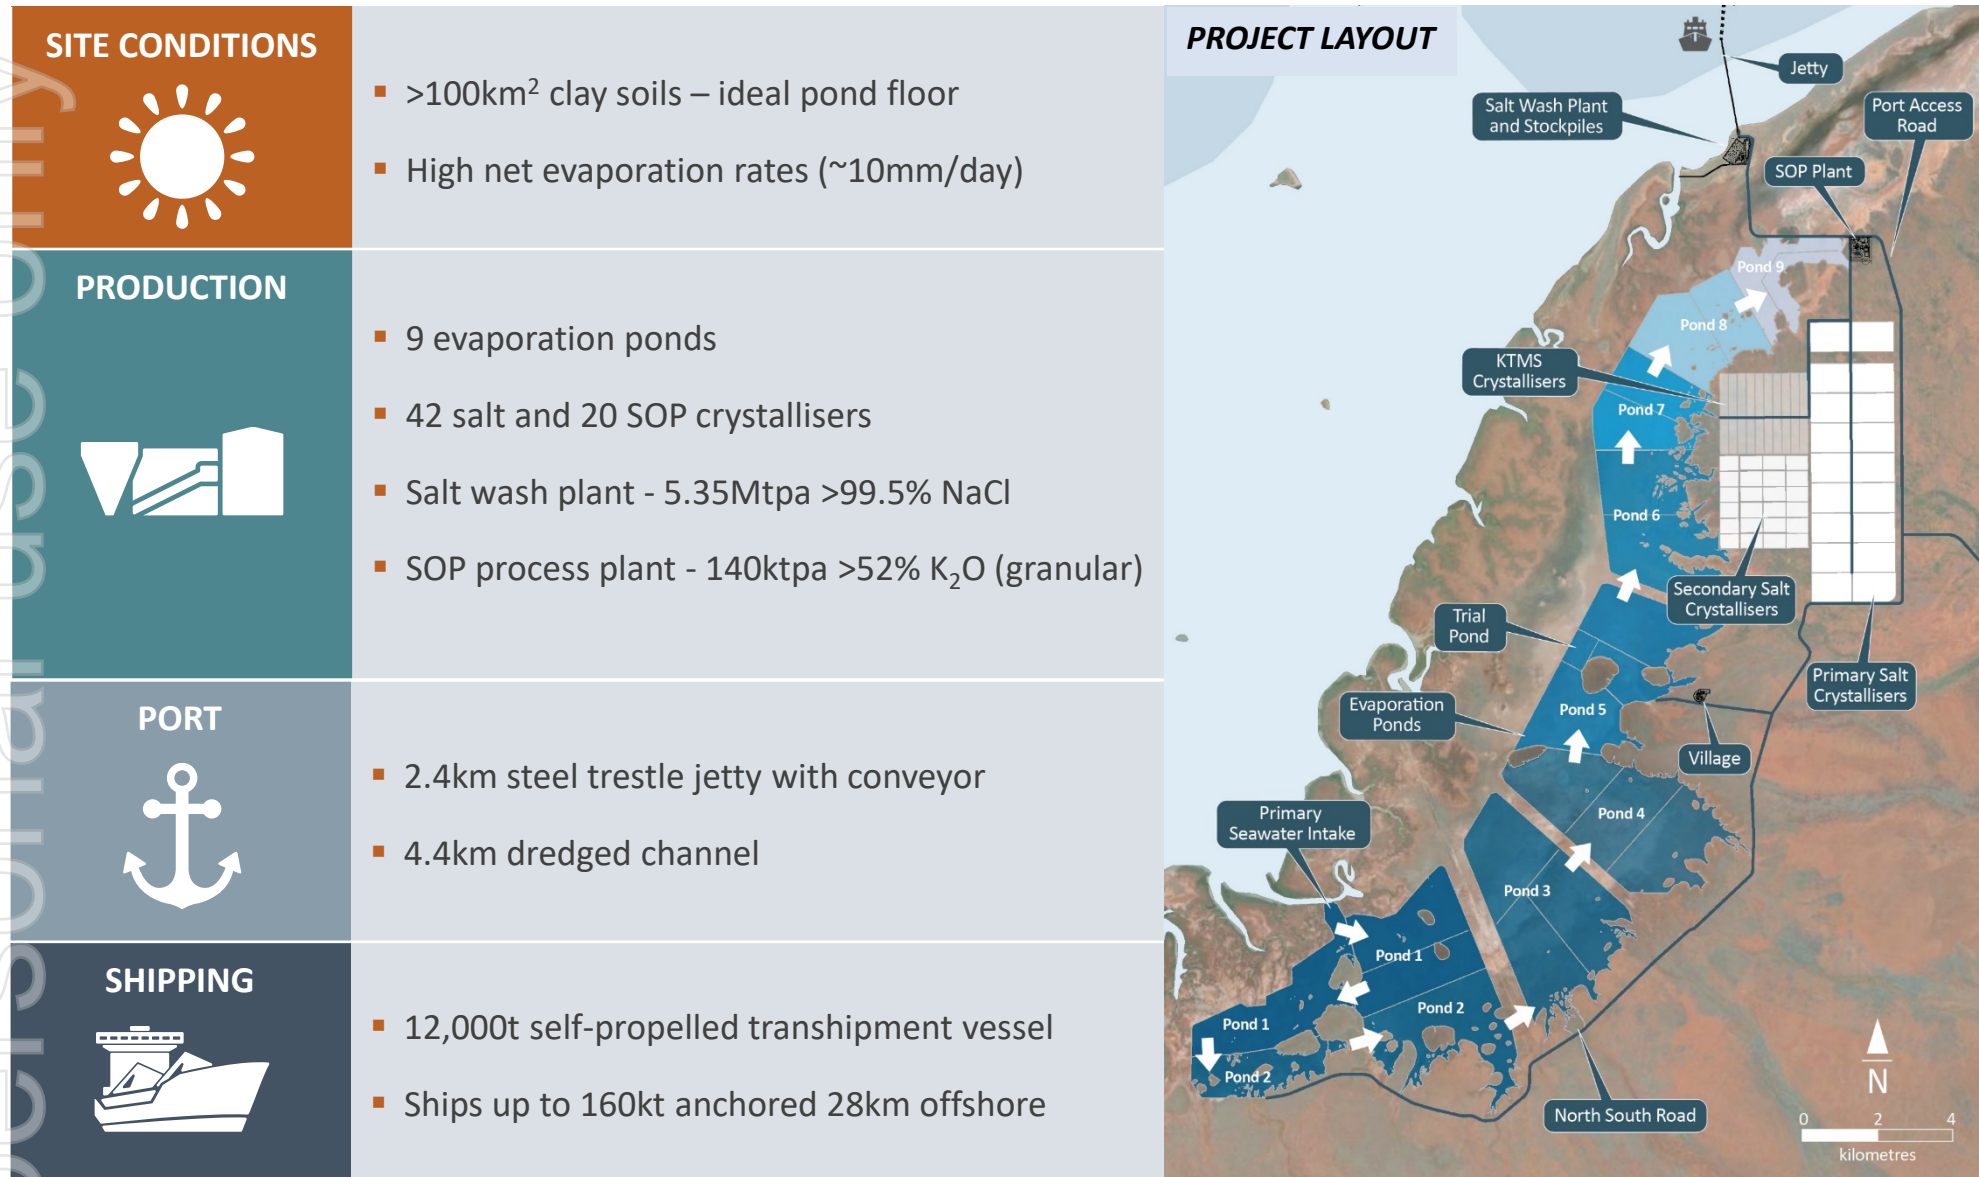 SITE CONDITIONS
▪ >100km² clay soils – ideal pond floor
▪ High net evaporation rates (~10mm/day)
PRODUCTION
▪ 9 evaporation ponds
▪ 42 salt and 20 SOP crystallisers
▪ Salt wash plant - 5.35Mtpa >99.5% NaCl
▪ SOP process plant - 140ktpa >52% K₂O (granular)
PORT
▪ 2.4km steel trestle jetty with conveyor
▪ 4.4km dredged channel
SHIPPING
▪ 12,000t self-propelled transhipment vessel
▪ Ships up to 160kt anchored 28km offshore
PROJECT LAYOUT
Jetty
Salt Wash Plant
and Stockpiles
Port Access
Road
SOP Plant
Pond 9
Pond 8
KTMS
Crystallisers
Pond 7
Pond 6
Secondary Salt
Crystallisers
Trial
Pond
Primary Salt
Crystallisers
Evaporation
Ponds
Pond 5
Village
Primary
Seawater Intake
Pond 4
Pond 3
Pond 1
Pond 2
Pond 1
Pond 2
North South Road
N
0 2 4
kilometres
personal use only